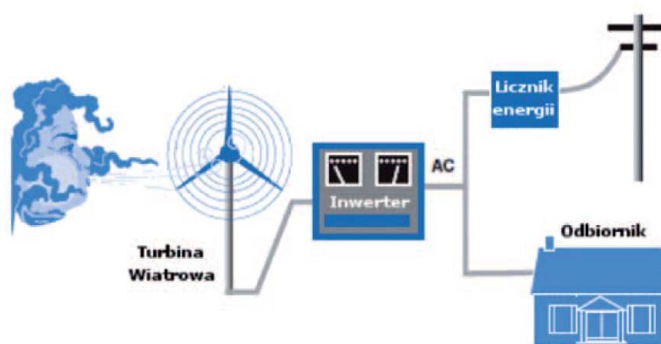 Licznik
energii
AC
Inwerter
Turbina
Wiatrowa
Odbiornik